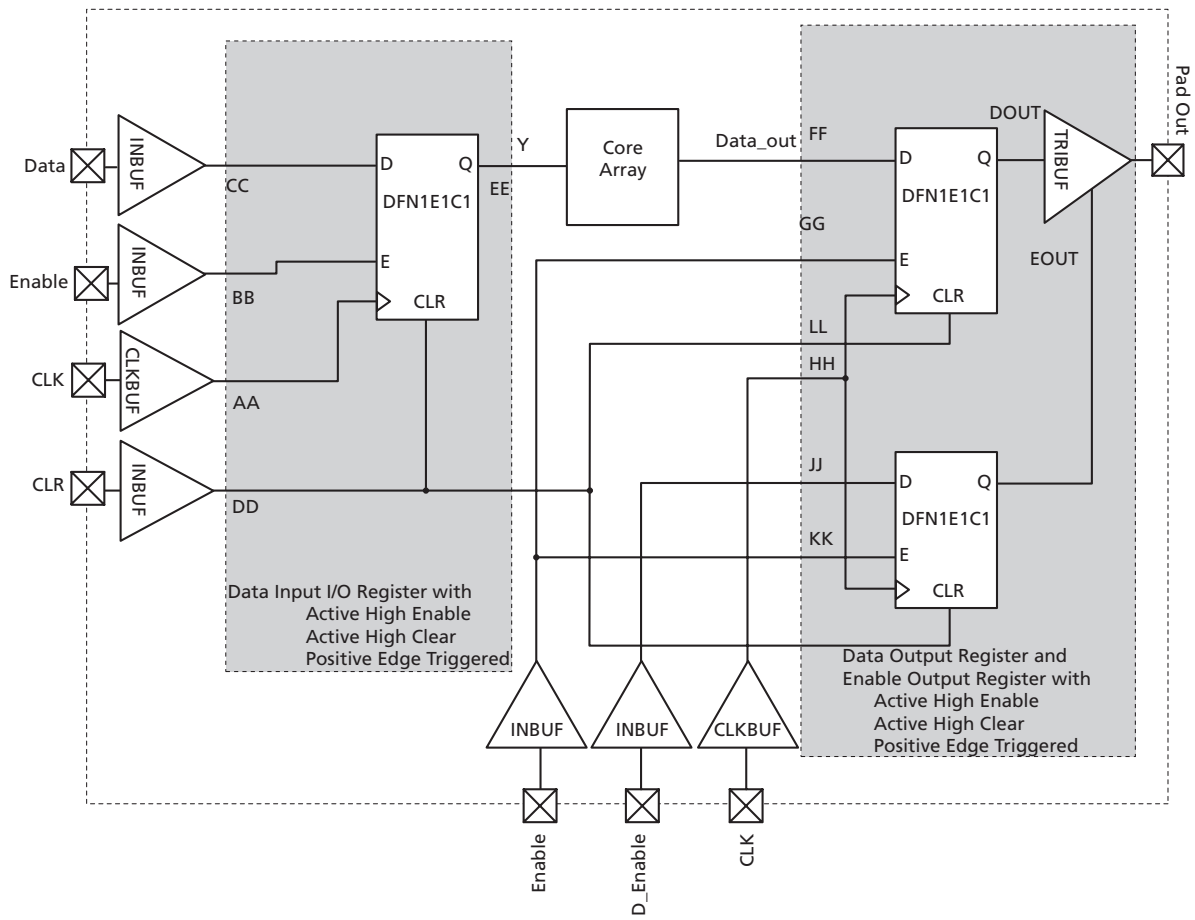 Pad Out
DOUT
INBUF
TRIBUF
Data
CC
D
Q
Y
EE
Core
Array
Data_out
FF
D
Q
DFN1E1C1
DFN1E1C1
GG
INBUF
Enable
BB
E
CLR
E
EOUT
CLR
LL
CLKBUF
CLK
AA
HH
INBUF
CLR
DD
JJ
D
Q
DFN1E1C1
KK
E
CLR
Data Input I/O Register with
Active High Enable
Active High Clear
Positive Edge Triggered
Data Output Register and
Enable Output Register with
Active High Enable
Active High Clear
Positive Edge Triggered
INBUF
INBUF
CLKBUF
Enable
D_Enable
CLK